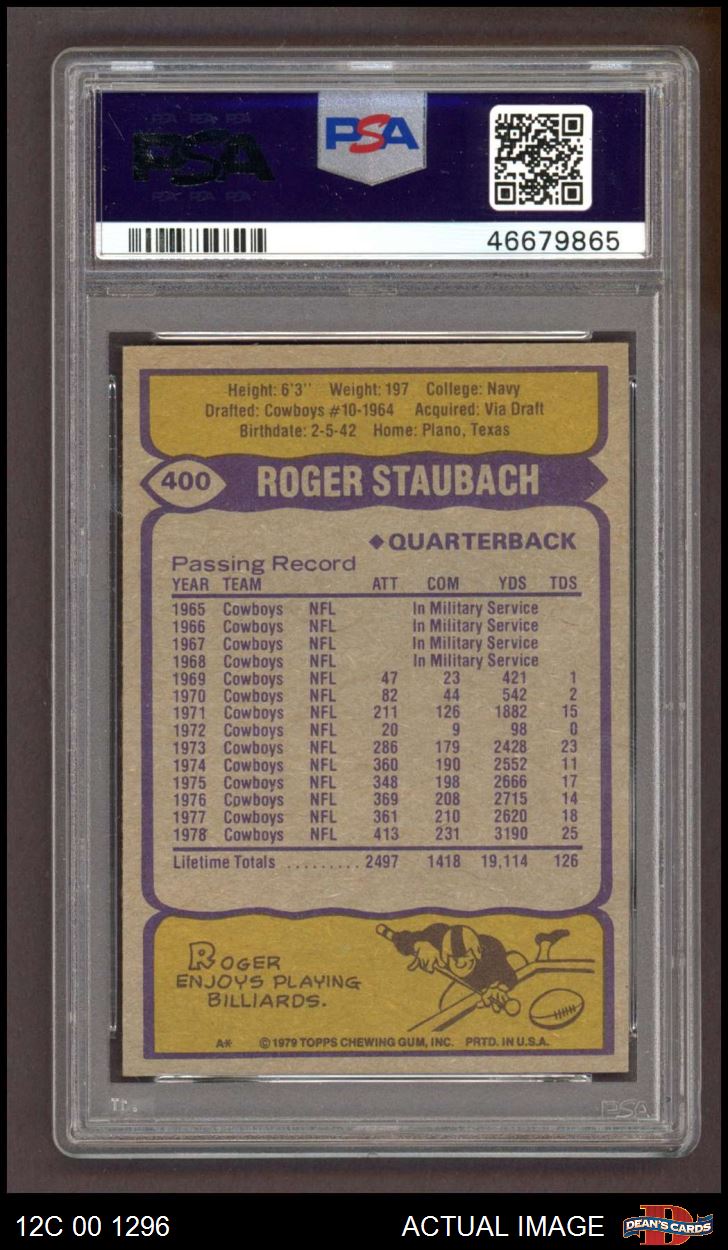 PSA PSA PSA
PSA
PSA PSA PSA
PSA
46679865
Height: 6'3'' Weight: 197 College: Navy
Drafted: Cowboys #10-1964 Acquired: Via Draft
Birthdate: 2-5-42 Home: Plano, Texas
400 ROGER STAUBACH
◆QUARTERBACK
Passing Record
YEAR TEAM ATT COM YDS TDS
1965 Cowboys NFL In Military Service
1966 Cowboys NFL In Military Service
1967 Cowboys NFL In Military Service
1968 Cowboys NFL In Military Service
1969 Cowboys NFL 47 23 421 1
1970 Cowboys NFL 82 44 542 2
1971 Cowboys NFL 211 126 1882 15
1972 Cowboys NFL 20 9 98 0
1973 Cowboys NFL 286 179 2428 23
1974 Cowboys NFL 360 190 2552 11
1975 Cowboys NFL 348 198 2666 17
1976 Cowboys NFL 369 208 2715 14
1977 Cowboys NFL 361 210 2620 18
1978 Cowboys NFL 413 231 3190 25
Lifetime Totals ......... 2497 1418 19,114 126
ROGER
ENJOYS PLAYING
BILLIARDS.
A* ©1979 TOPPS CHEWING GUM, INC. PRTD. IN U.S.A.
PSA
12C 00 1296 ACTUAL IMAGE DEAN'S CARDS